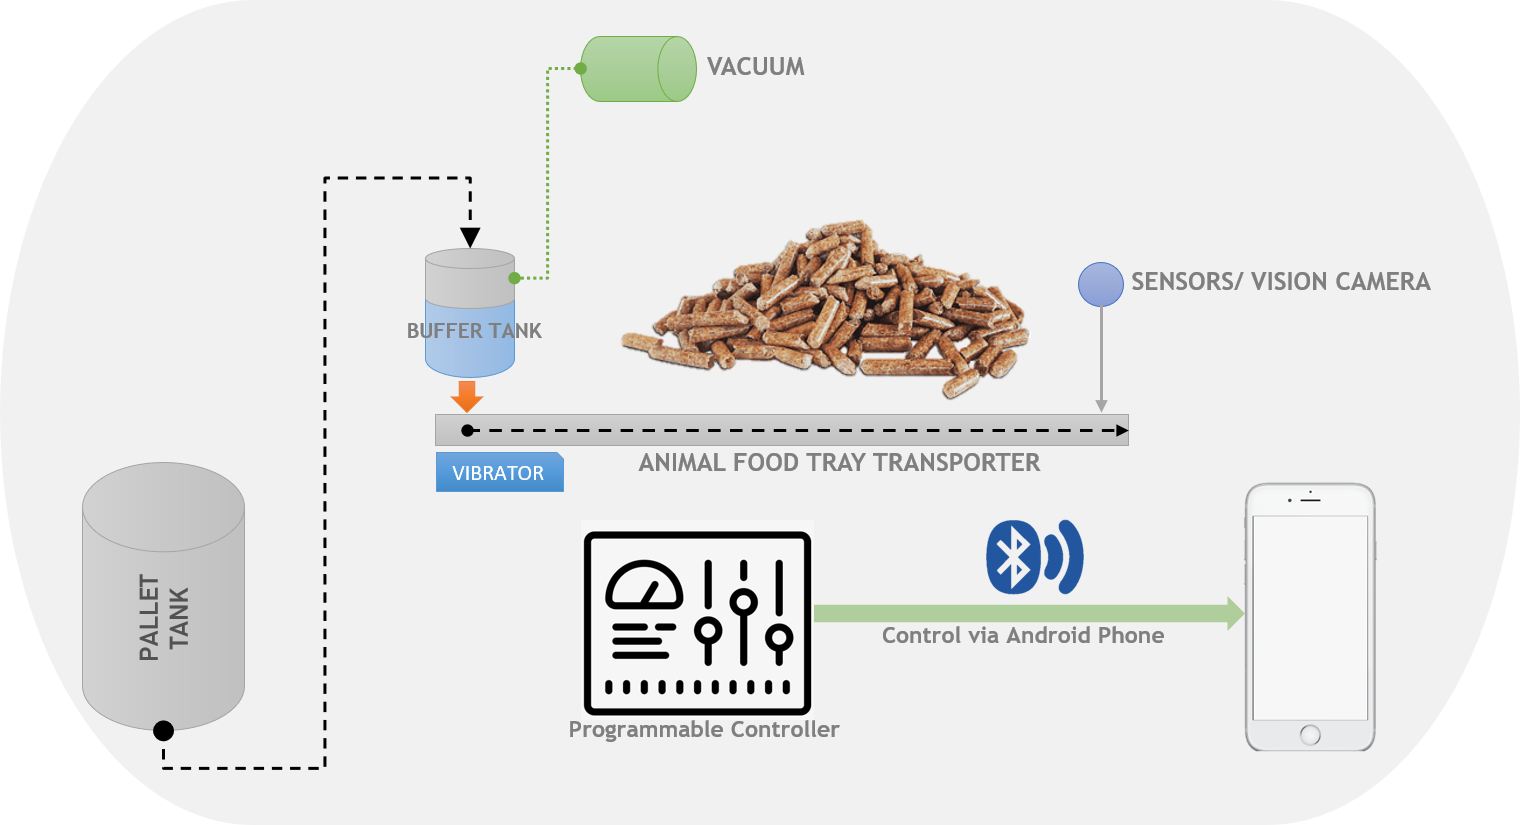 VACUUM
SENSORS/ VISION CAMERA
BUFFER TANK
ANIMAL FOOD TRAY TRANSPORTER
VIBRATOR
PALLET
TANK
Control via Android Phone
Programmable Controller